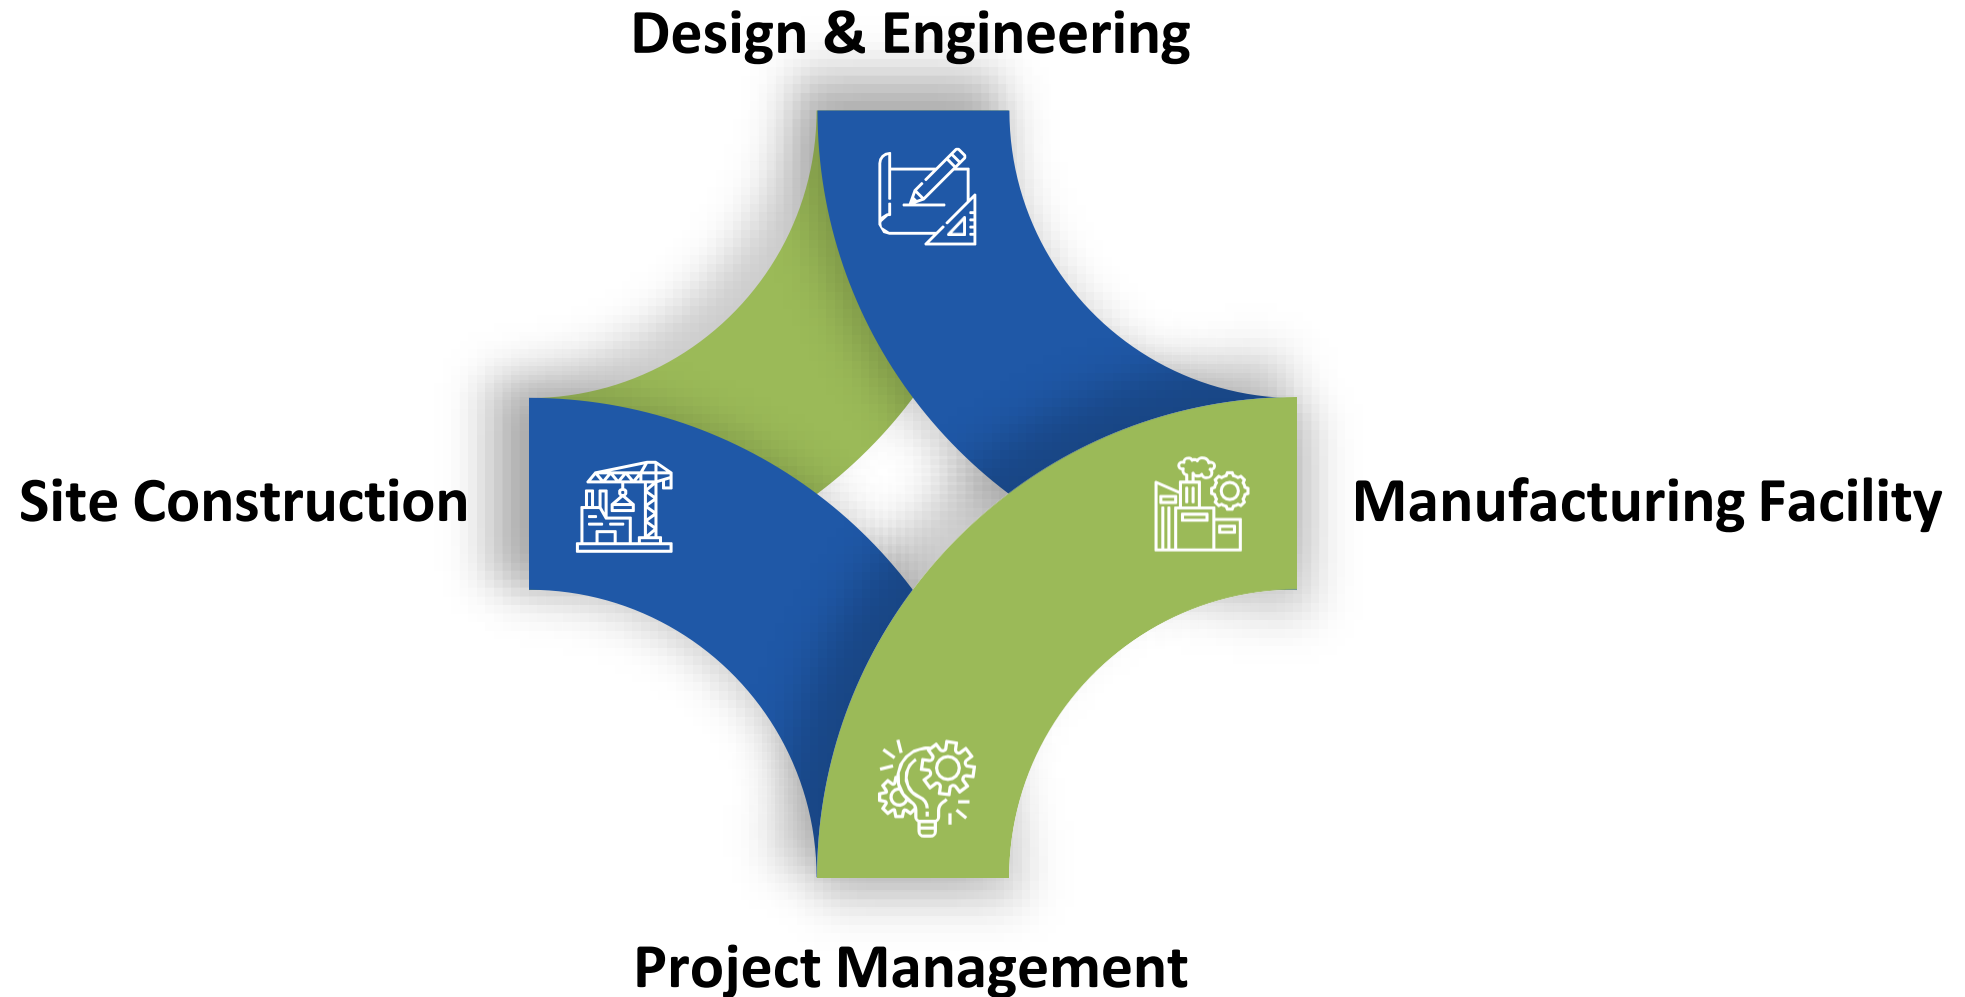 Design & Engineering
Site Construction
Manufacturing Facility
Project Management